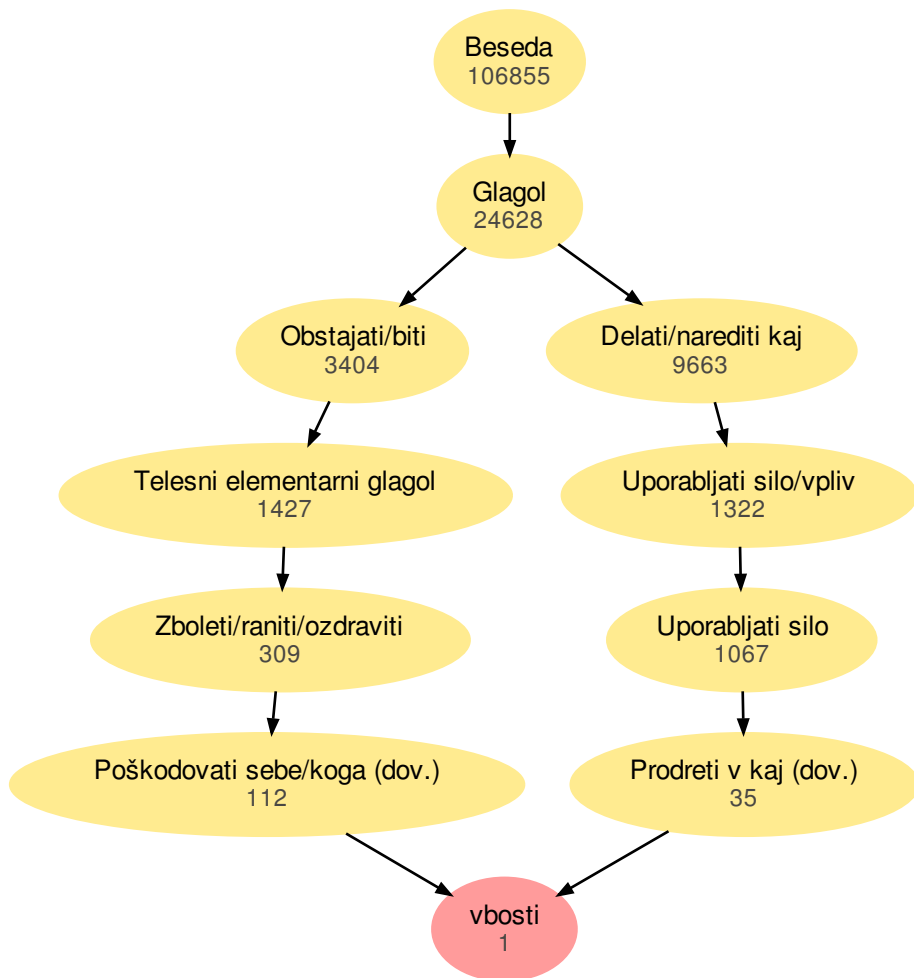 Beseda
106855
Glagol
24628
Obstajati/biti
3404
Delati/narediti kaj
9663
Telesni elementarni glagol
1427
Uporabljati silo/vpliv
1322
Zboleti/raniti/ozdraviti
309
Uporabljati silo
1067
Poškodovati sebe/koga (dov.)
112
Prodreti v kaj (dov.)
35
vbosti
1